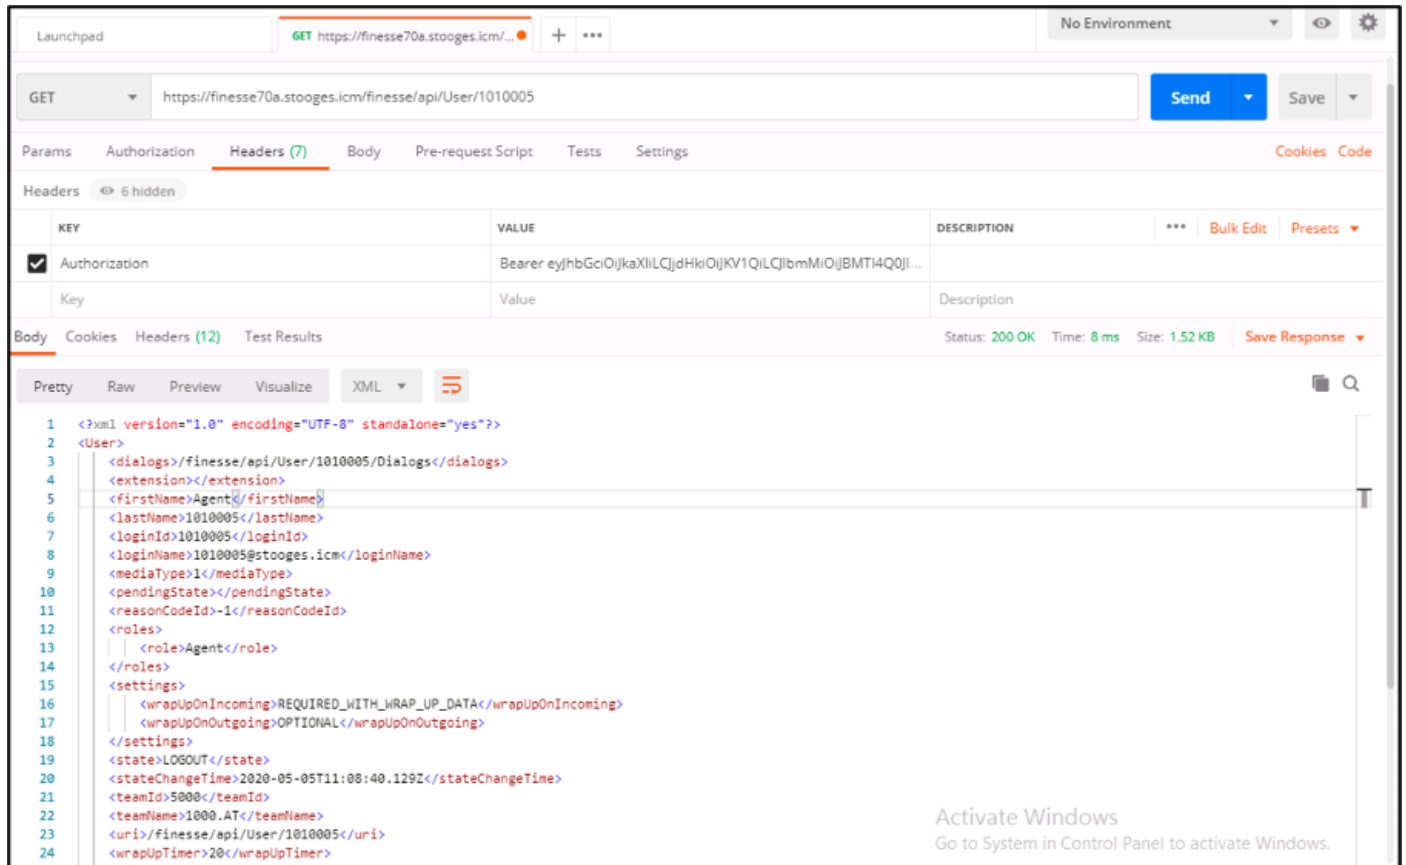 Launchpad
GET https://finesse70a.stooges.icm/...
+ •••
No Environment
GET
https://finesse70a.stooges.icm/finesse/api/User/1010005
Send
Save
Params Authorization Headers (7) Body Pre-request Script Tests Settings Cookies Code
Headers 6 hidden
KEY VALUE DESCRIPTION ••• Bulk Edit Presets
Authorization
Key Value Description
Body Cookies Headers (12) Test Results Status: 200 OK Time: 8 ms Size: 1.52 KB Save Response
Pretty Raw Preview Visualize XML
1 <?xml version="1.0" encoding="UTF-8" standalone="yes"?>
2 <User>
3 <dialogs>/finesse/api/User/1010005/Dialogs</dialogs>
4 <extension></extension>
5 <firstName>Agent</firstName>
6 <lastName>1010005</lastName>
7 <loginId>1010005</loginId>
8 <loginName>1010005@stooges.icm</loginName>
9 <mediaType>1</mediaType>
10 <pendingState></pendingState>
11 <reasonCodeId>-1</reasonCodeId>
12 <roles>
13 <role>Agent</role>
14 </roles>
15 <settings>
16 <wrapUpOnIncoming>REQUIRED_WITH_WRAP_UP_DATA</wrapUpOnIncoming>
17 <wrapUpOnOutgoing>OPTIONAL</wrapUpOnOutgoing>
18 </settings>
19 <state>LOGOUT</state>
20 <stateChangeTime>2020-05-05T11:08:40.129Z</stateChangeTime>
21 <teamId>5000</teamId>
22 <teamName>1000.AT</teamName>
23 <uri>/finesse/api/User/1010005</uri>
24 <wrapUpTimer>20</wrapUpTimer>
Activate Windows
Go to System in Control Panel to activate Windows.